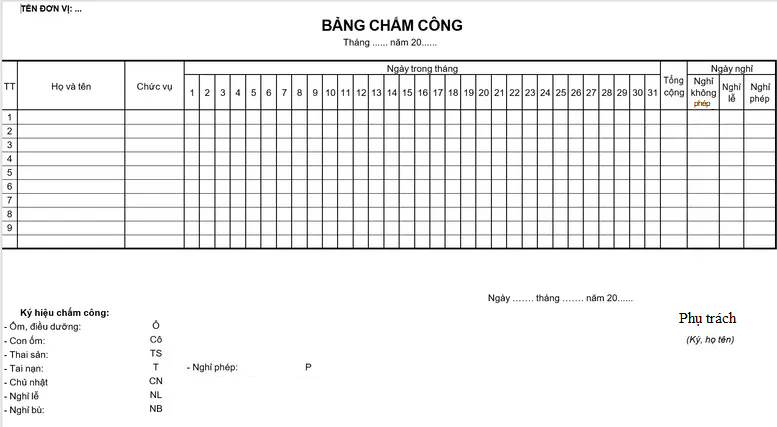 TÊN ĐƠN VỊ: ...
BẢNG CHẤM CÔNG
Tháng ...... năm 20......
TT Họ và tên Chức vụ Ngày trong tháng Tổng cộng Ngày nghỉ
1 2 3 4 5 6 7 8 9 10 11 12 13 14 15 16 17 18 19 20 21 22 23 24 25 26 27 28 29 30 31 Nghỉ không phép Nghỉ lễ Nghỉ phép
1
2
3
4
5
6
7
8
9
Ngày ....... tháng ....... năm 20......
Ký hiệu chấm công:
Phụ trách
- Ốm, điều dưỡng: Ô
(Ký, họ tên)
- Con ốm: Cô
- Thai sản: TS
- Tai nạn: T - Nghỉ phép: P
- Chủ nhật CN
- Nghỉ lễ NL
- Nghỉ bù: NB